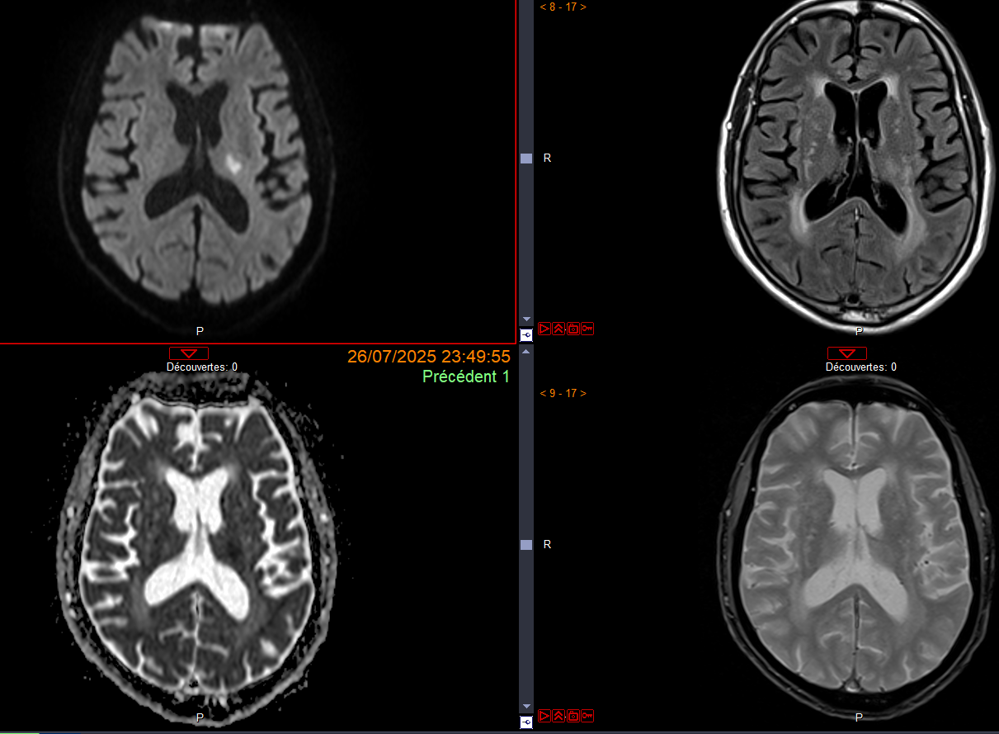 < 8 - 17 >
R
P
P
Découvertes: 0
26/07/2025 23:49:55
Précédent 1
Découvertes: 0
< 9 - 17 >
R
P
P